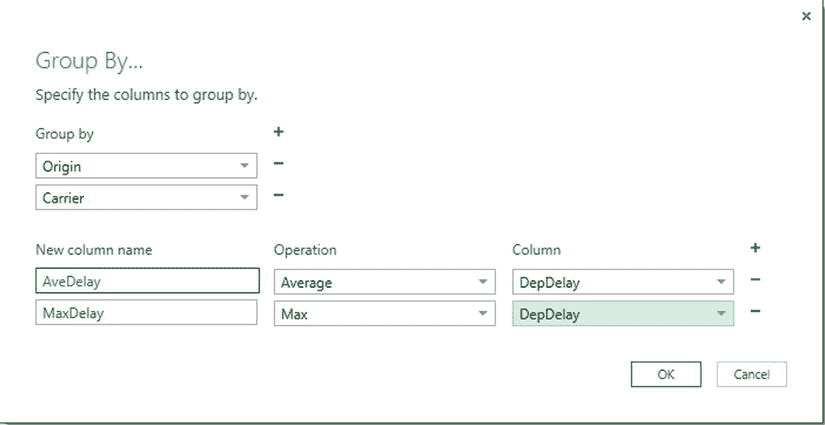 Group By...
Specify the columns to group by.
Group by +
Origin −
Carrier −
New column name Operation Column +
AveDelay Average DepDelay −
MaxDelay Max DepDelay −
OK Cancel